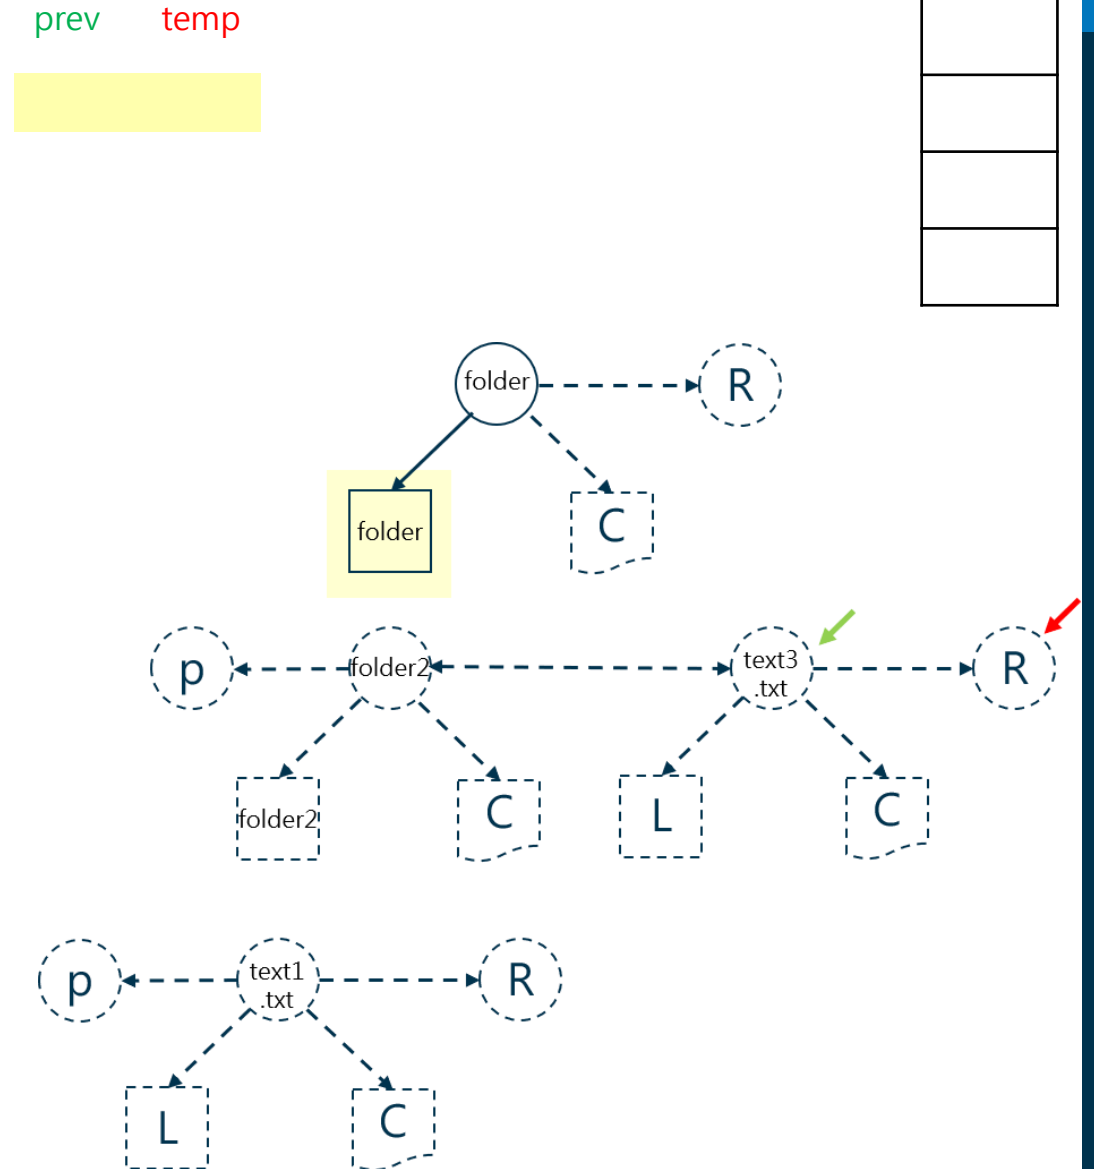 prev temp
folder R
folder C
p folder2 text3 R
.txt
folder2 C L C
p text1 R
.txt
L C